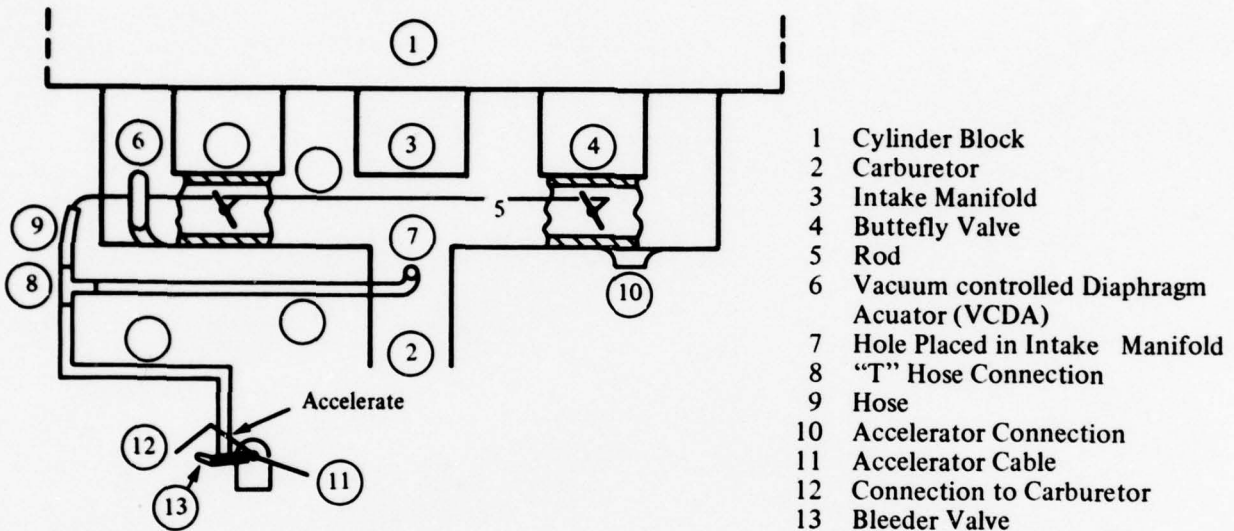 1
6
3
4
5
9
7
8
10
2
Accelerate
12
11
13
1 Cylinder Block
2 Carburetor
3 Intake Manifold
4 Buttefly Valve
5 Rod
6 Vacuum controlled Diaphragm
Acuator (VCDA)
7 Hole Placed in Intake Manifold
8 “T” Hose Connection
9 Hose
10 Accelerator Connection
11 Accelerator Cable
12 Connection to Carburetor
13 Bleeder Valve